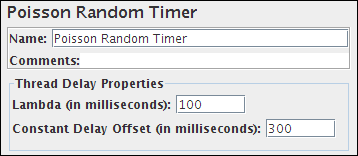 Poisson Random Timer
Name: Poisson Random Timer
Comments:
Thread Delay Properties
Lambda (in milliseconds): 100
Constant Delay Offset (in milliseconds): 300